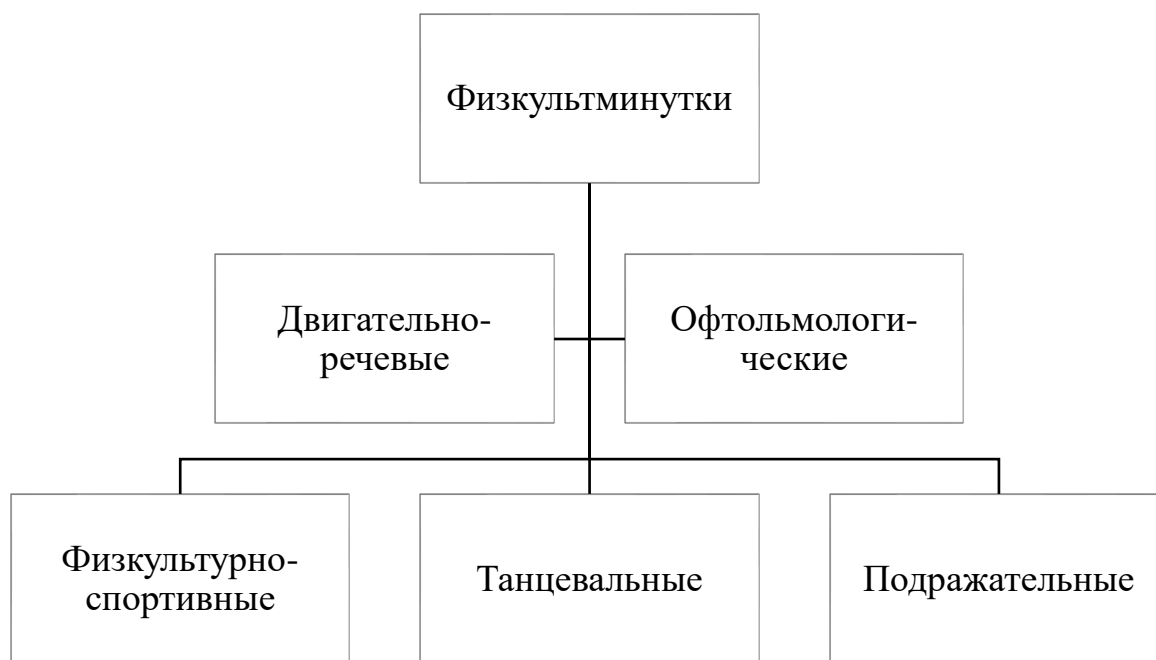 Физкультминутки
Двигательно-
речевые
Офтольмологи-
ческие
Физкультурно-
спортивные
Танцевальные
Подражательные